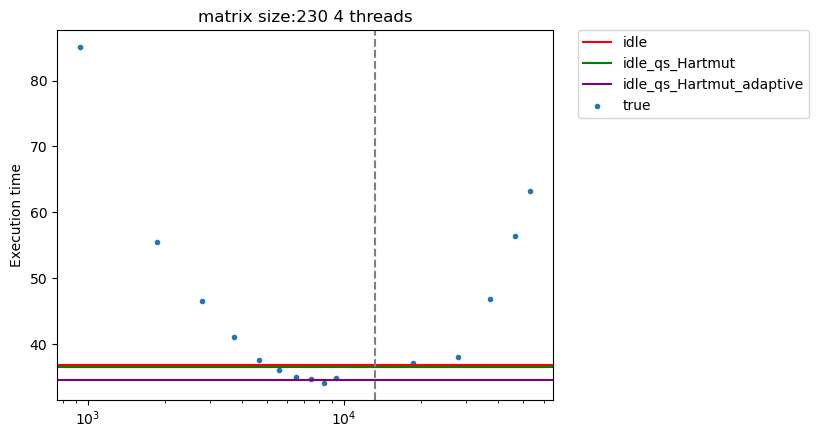 matrix size:230 4 threads
idle
idle_qs_Hartmut
idle_qs_Hartmut_adaptive
true
Execution time
80
70
60
50
40
10³
10⁴